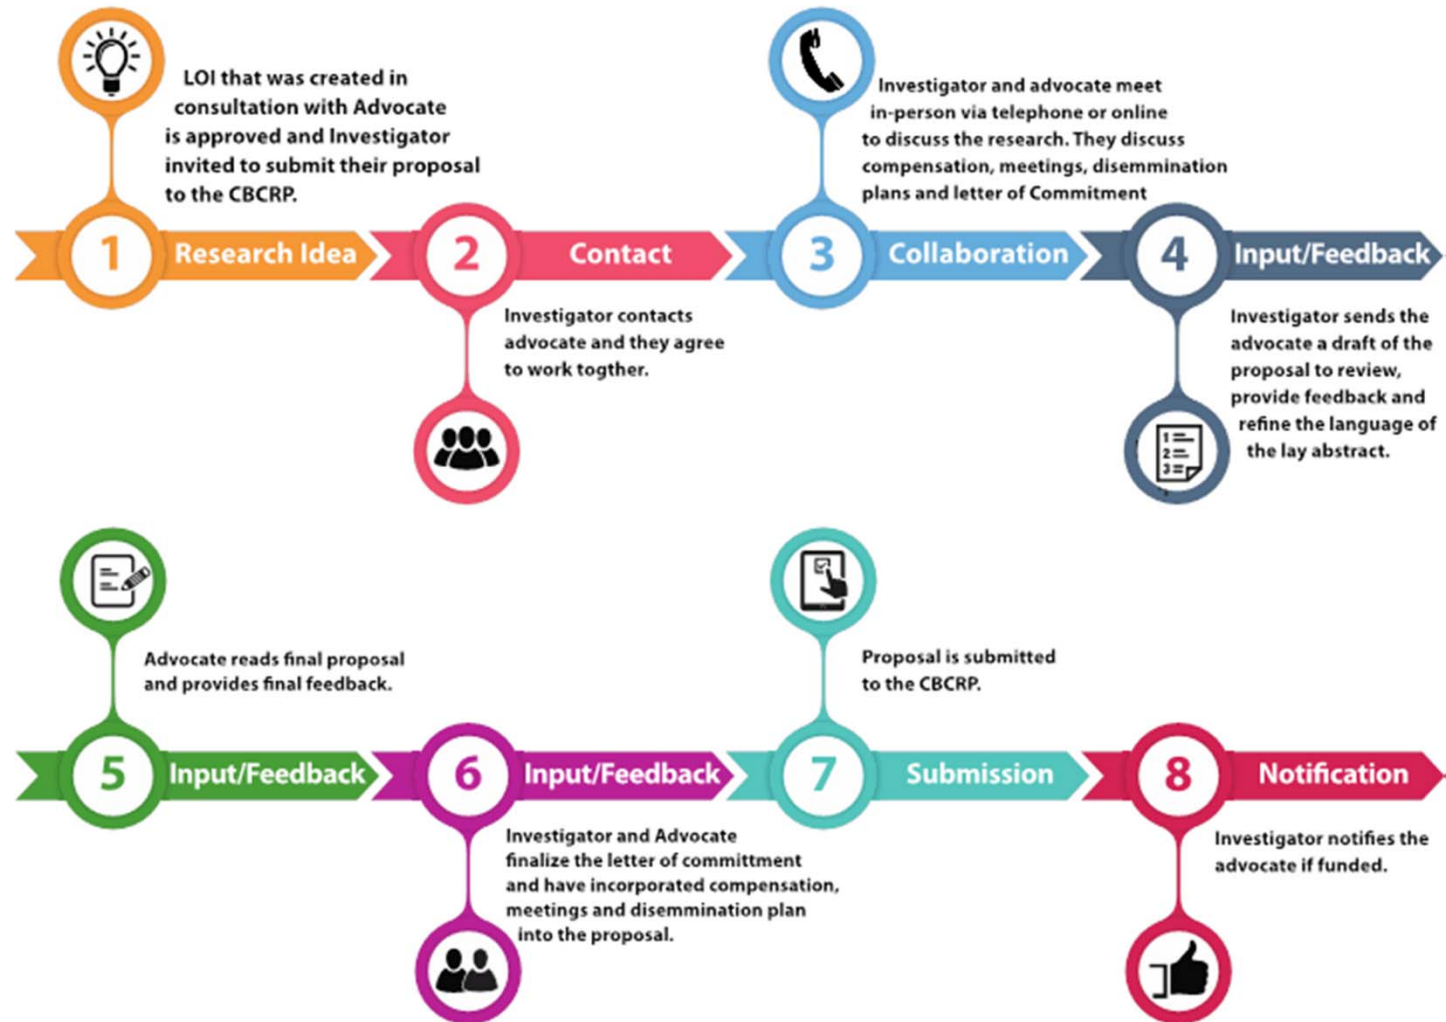 LOI that was created in
consultation with Advocate
is approved and Investigator
invited to submit their proposal
to the CBCRP.
1
Research Idea
2
Contact
Investigator contacts
advocate and they agree
to work togther.
Investigator and advocate meet
in-person via telephone or online
to discuss the research. They discuss
compensation, meetings, disemmination
plans and letter of Commitment
3
Collaboration
4
Input/Feedback
Investigator sends the
advocate a draft of the
proposal to review,
provide feedback and
refine the language of
the lay abstract.
1
2
3
Advocate reads final proposal
and provides final feedback.
5
Input/Feedback
6
Input/Feedback
Investigator and Advocate
finalize the letter of committment
and have incorporated compensation,
meetings and disemmination plan
into the proposal.
Proposal is submitted
to the CBCRP.
7
Submission
8
Notification
Investigator notifies the
advocate if funded.